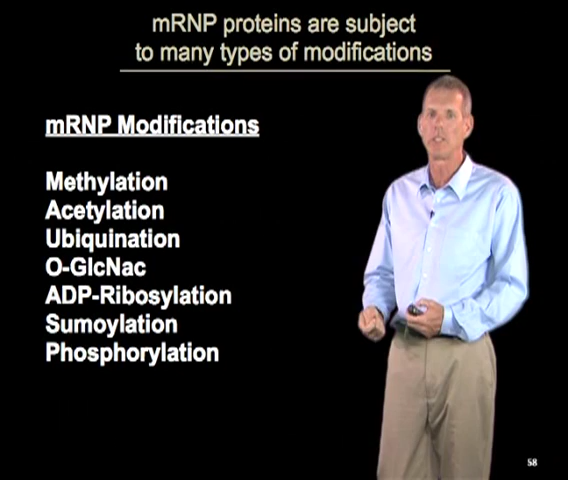 mRNP proteins are subject
to many types of modifications
mRNP Modifications
Methylation
Acetylation
Ubiquination
O-GlcNac
ADP-Ribosylation
Sumoylation
Phosphorylation
58